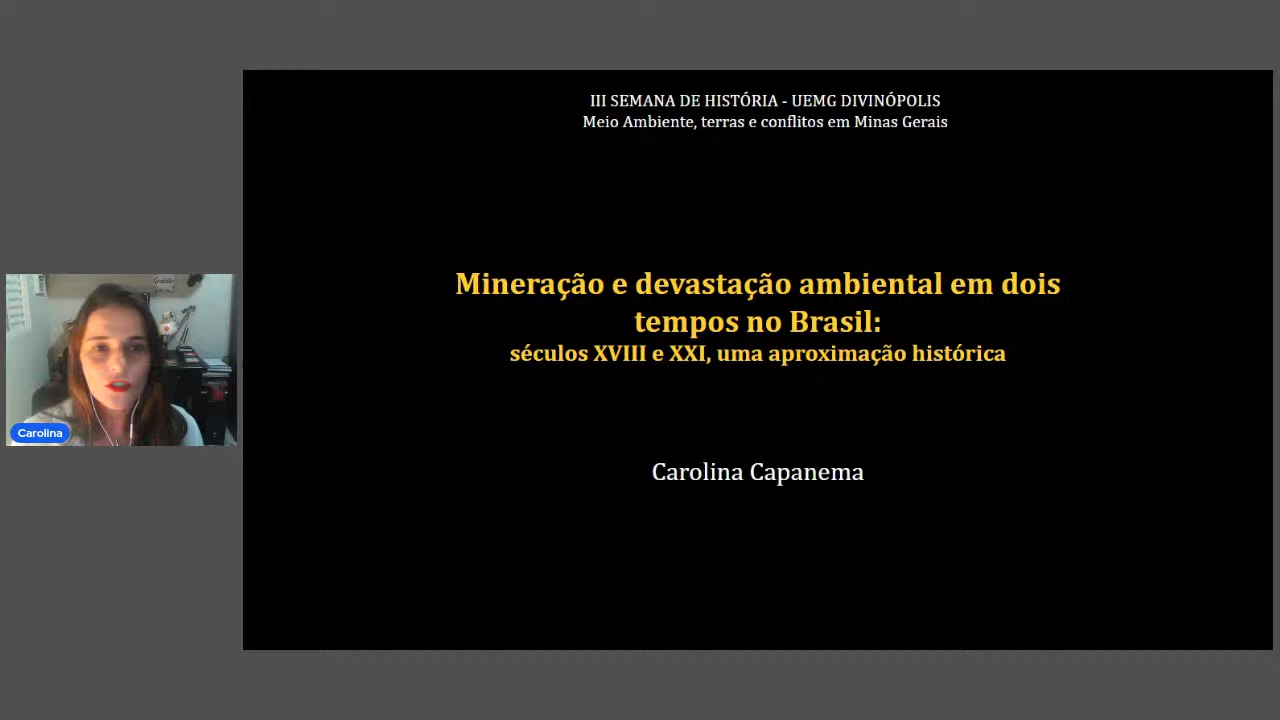 III SEMANA DE HISTÓRIA - UEMG DIVINÓPOLIS
Meio Ambiente, terras e conflitos em Minas Gerais
Mineração e devastação ambiental em dois
tempos no Brasil:
séculos XVIII e XXI, uma aproximação histórica
Carolina Capanema
Carolina